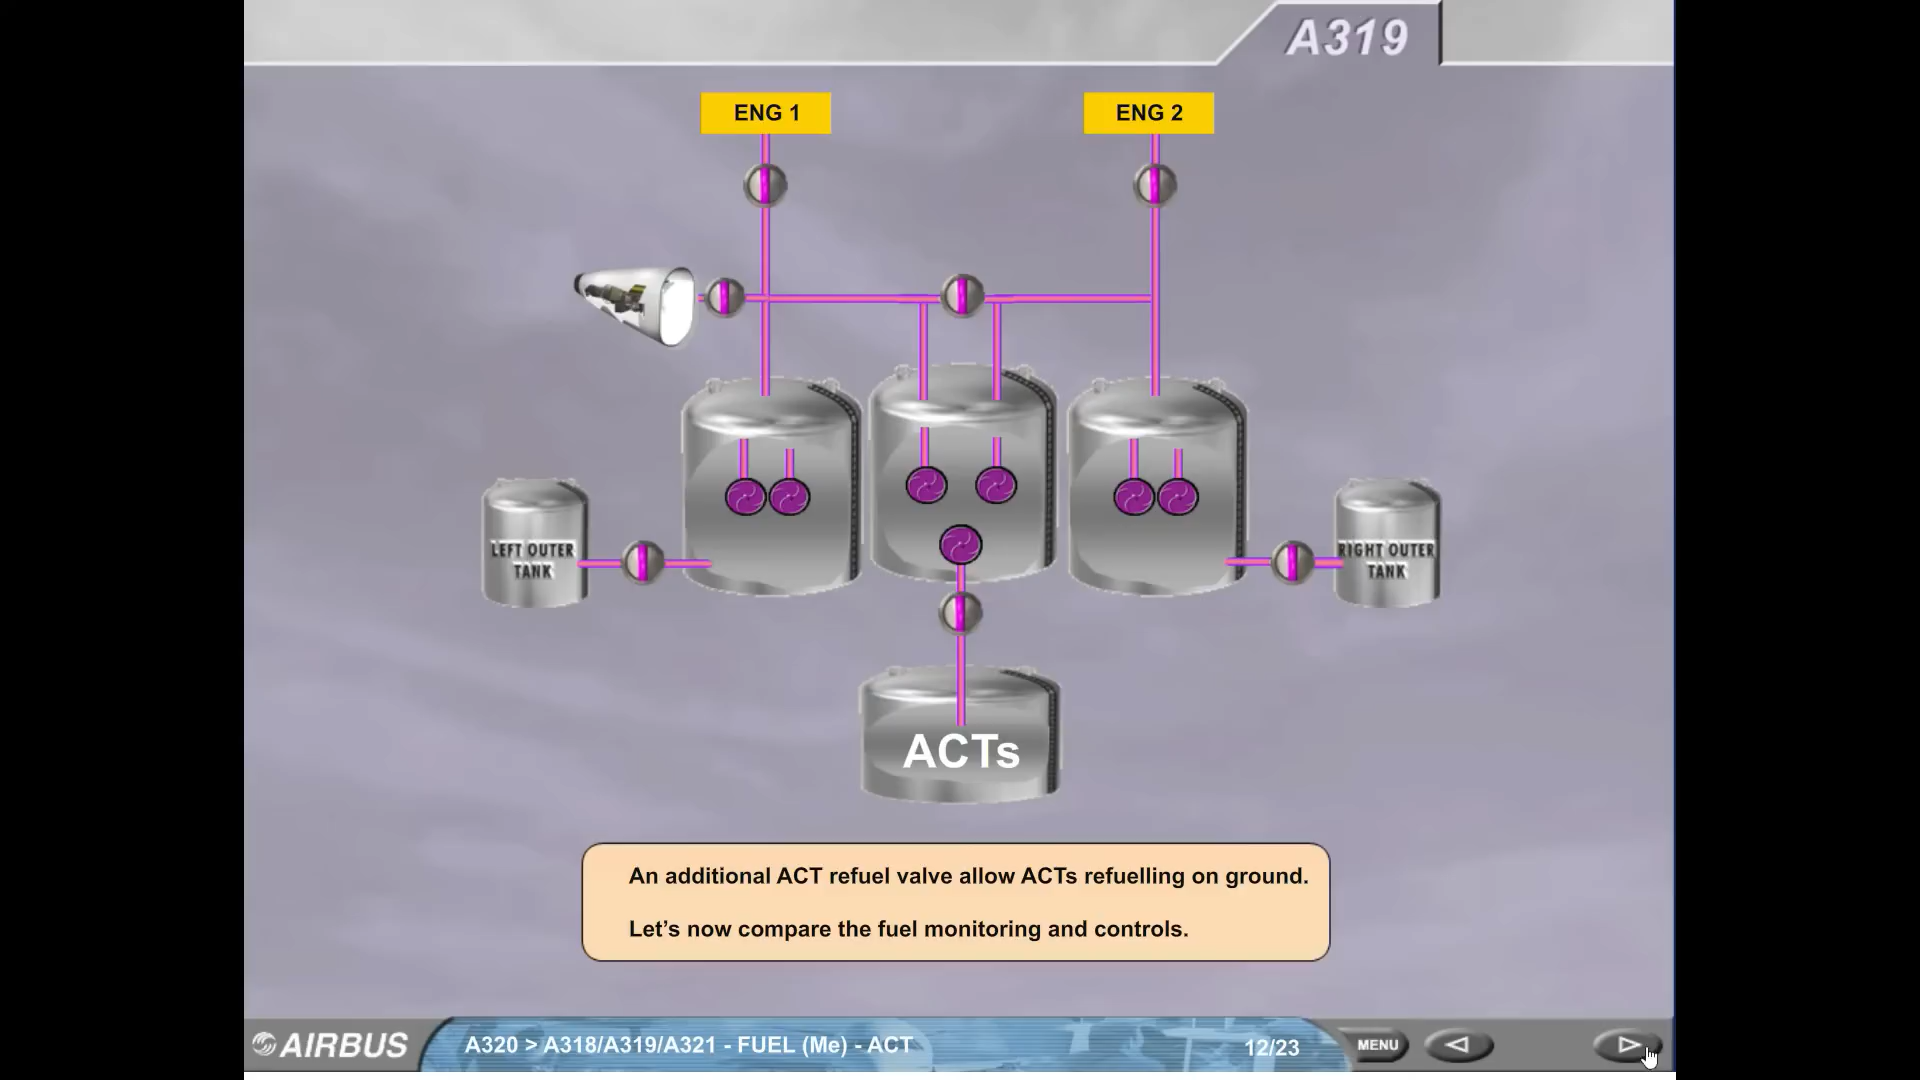 A319
ENG 1
ENG 2
LEFT OUTER
TANK
RIGHT OUTER
TANK
ACTs
An additional ACT refuel valve allow ACTs refuelling on ground.
Let's now compare the fuel monitoring and controls.
AIRBUS
A320 > A318/A319/A321 - FUEL (Me) - ACT
12/23
MENU